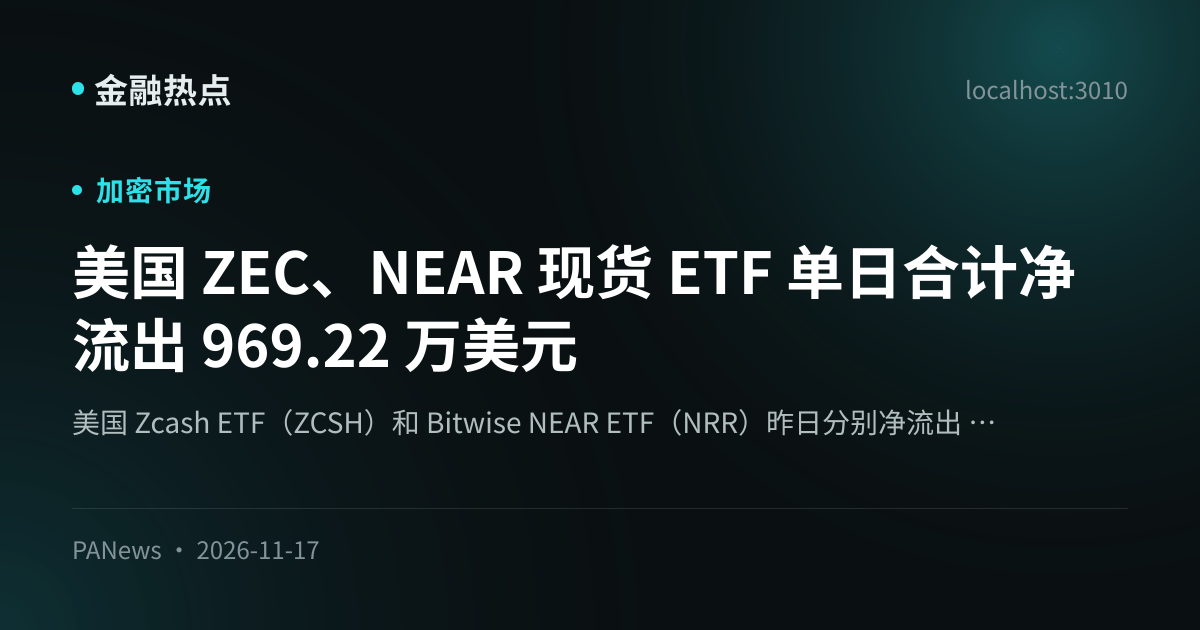 金融热点
localhost:3010
加密市场
美国 ZEC、NEAR 现货 ETF 单日合计净
流出 969.22 万美元
美国 Zcash ETF（ZCSH）和 Bitwise NEAR ETF（NRR）昨日分别净流出 …
PANews • 2026-11-17